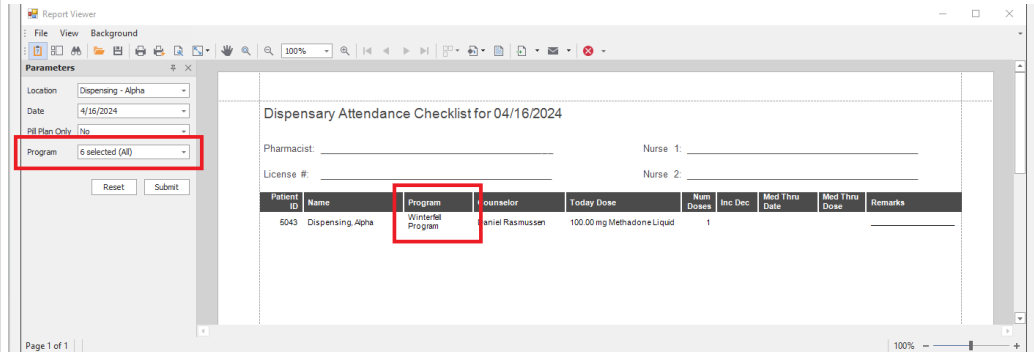 Report Viewer
File View Background
100%
Parameters
Location Dispensing - Alpha
Date 4/16/2024
Pill Plan Only No
Program 6 selected (All)
Reset Submit
Dispensary Attendance Checklist for 04/16/2024
Pharmacist: Nurse 1:
License #: Nurse 2:
Patient ID Name Program Counselor Today Dose Num Doses Inc Dec Med Thru Date Med Thru Dose Remarks
5043 Dispensing, Alpha Winterfell Program Daniel Rasmussen 100.00 mg Methadone Liquid 1
Page 1 of 1 100%